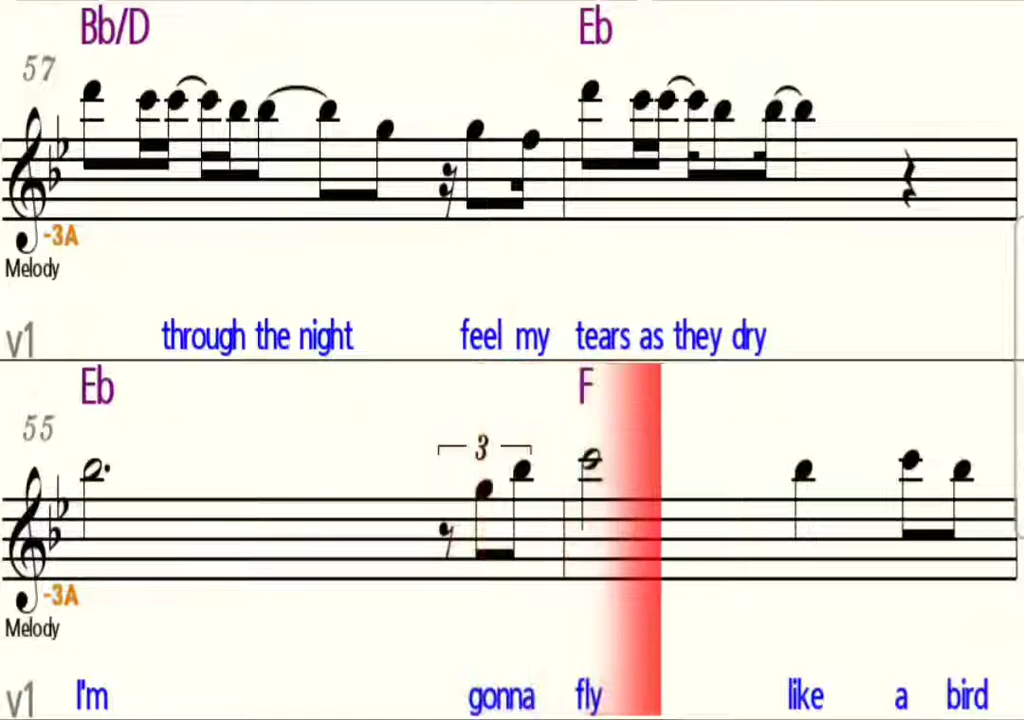 Bb/D Eb
57
-3A
Melody
v1 through the night feel my tears as they dry
Eb F
55
3
-3A
Melody
v1 I'm gonna fly like a bird